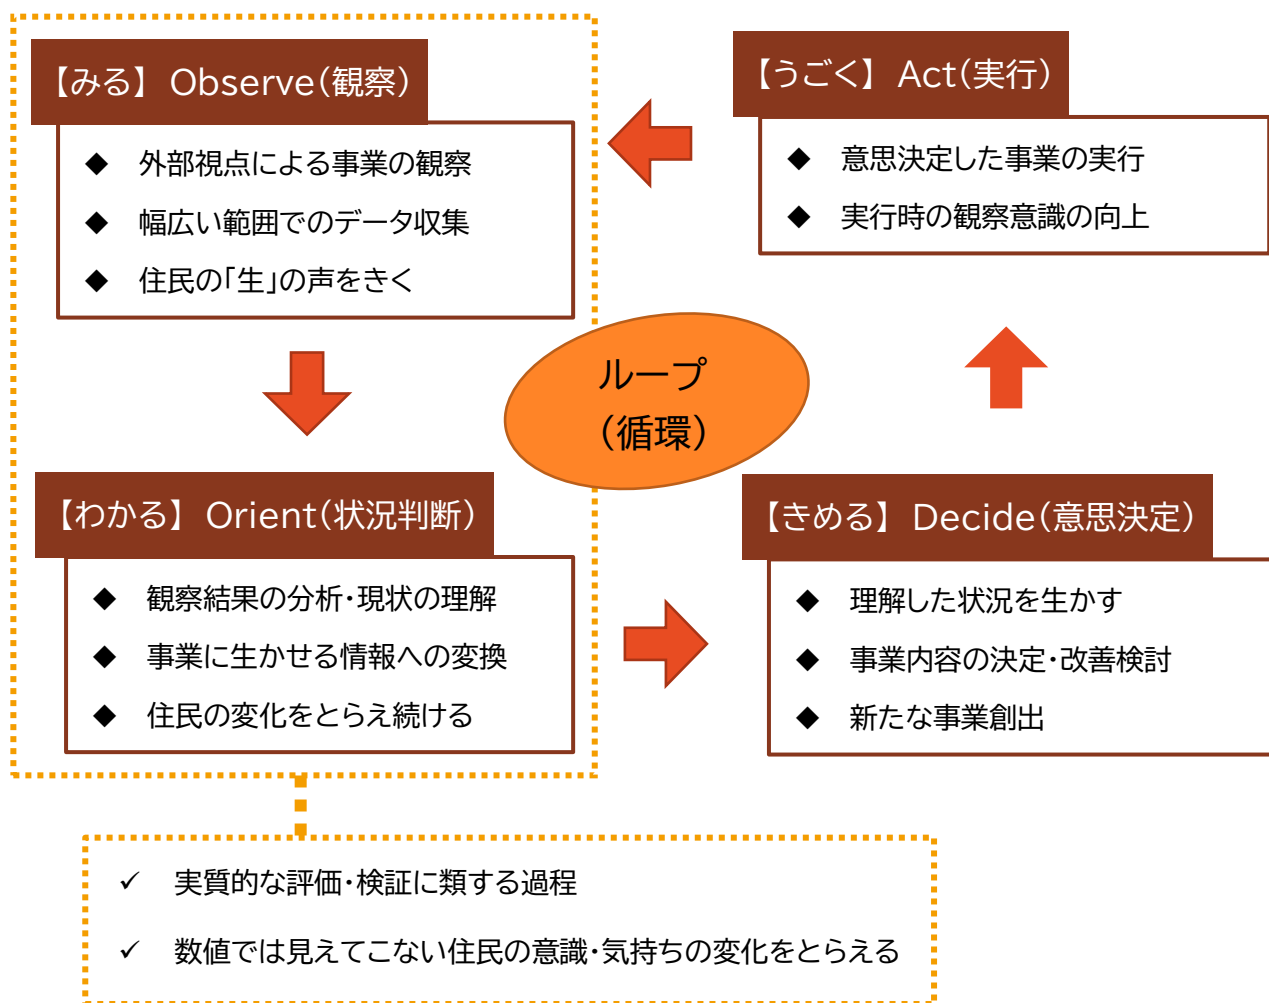 【みる】 Observe(観察)
◆ 外部視点による事業の観察
◆ 幅広い範囲でのデータ収集
◆ 住民の「生」の声をきく
【わかる】 Orient(状況判断)
◆ 観察結果の分析・現状の理解
◆ 事業に生かせる情報への変換
◆ 住民の変化をとらえ続ける
【きめる】 Decide(意思決定)
◆ 理解した状況を生かす
◆ 事業内容の決定・改善検討
◆ 新たな事業創出
【うごく】 Act(実行)
◆ 意思決定した事業の実行
◆ 実行時の観察意識の向上
ループ
(循環)
✓ 実質的な評価・検証に類する過程
✓ 数値では見えてこない住民の意識・気持ちの変化をとらえる